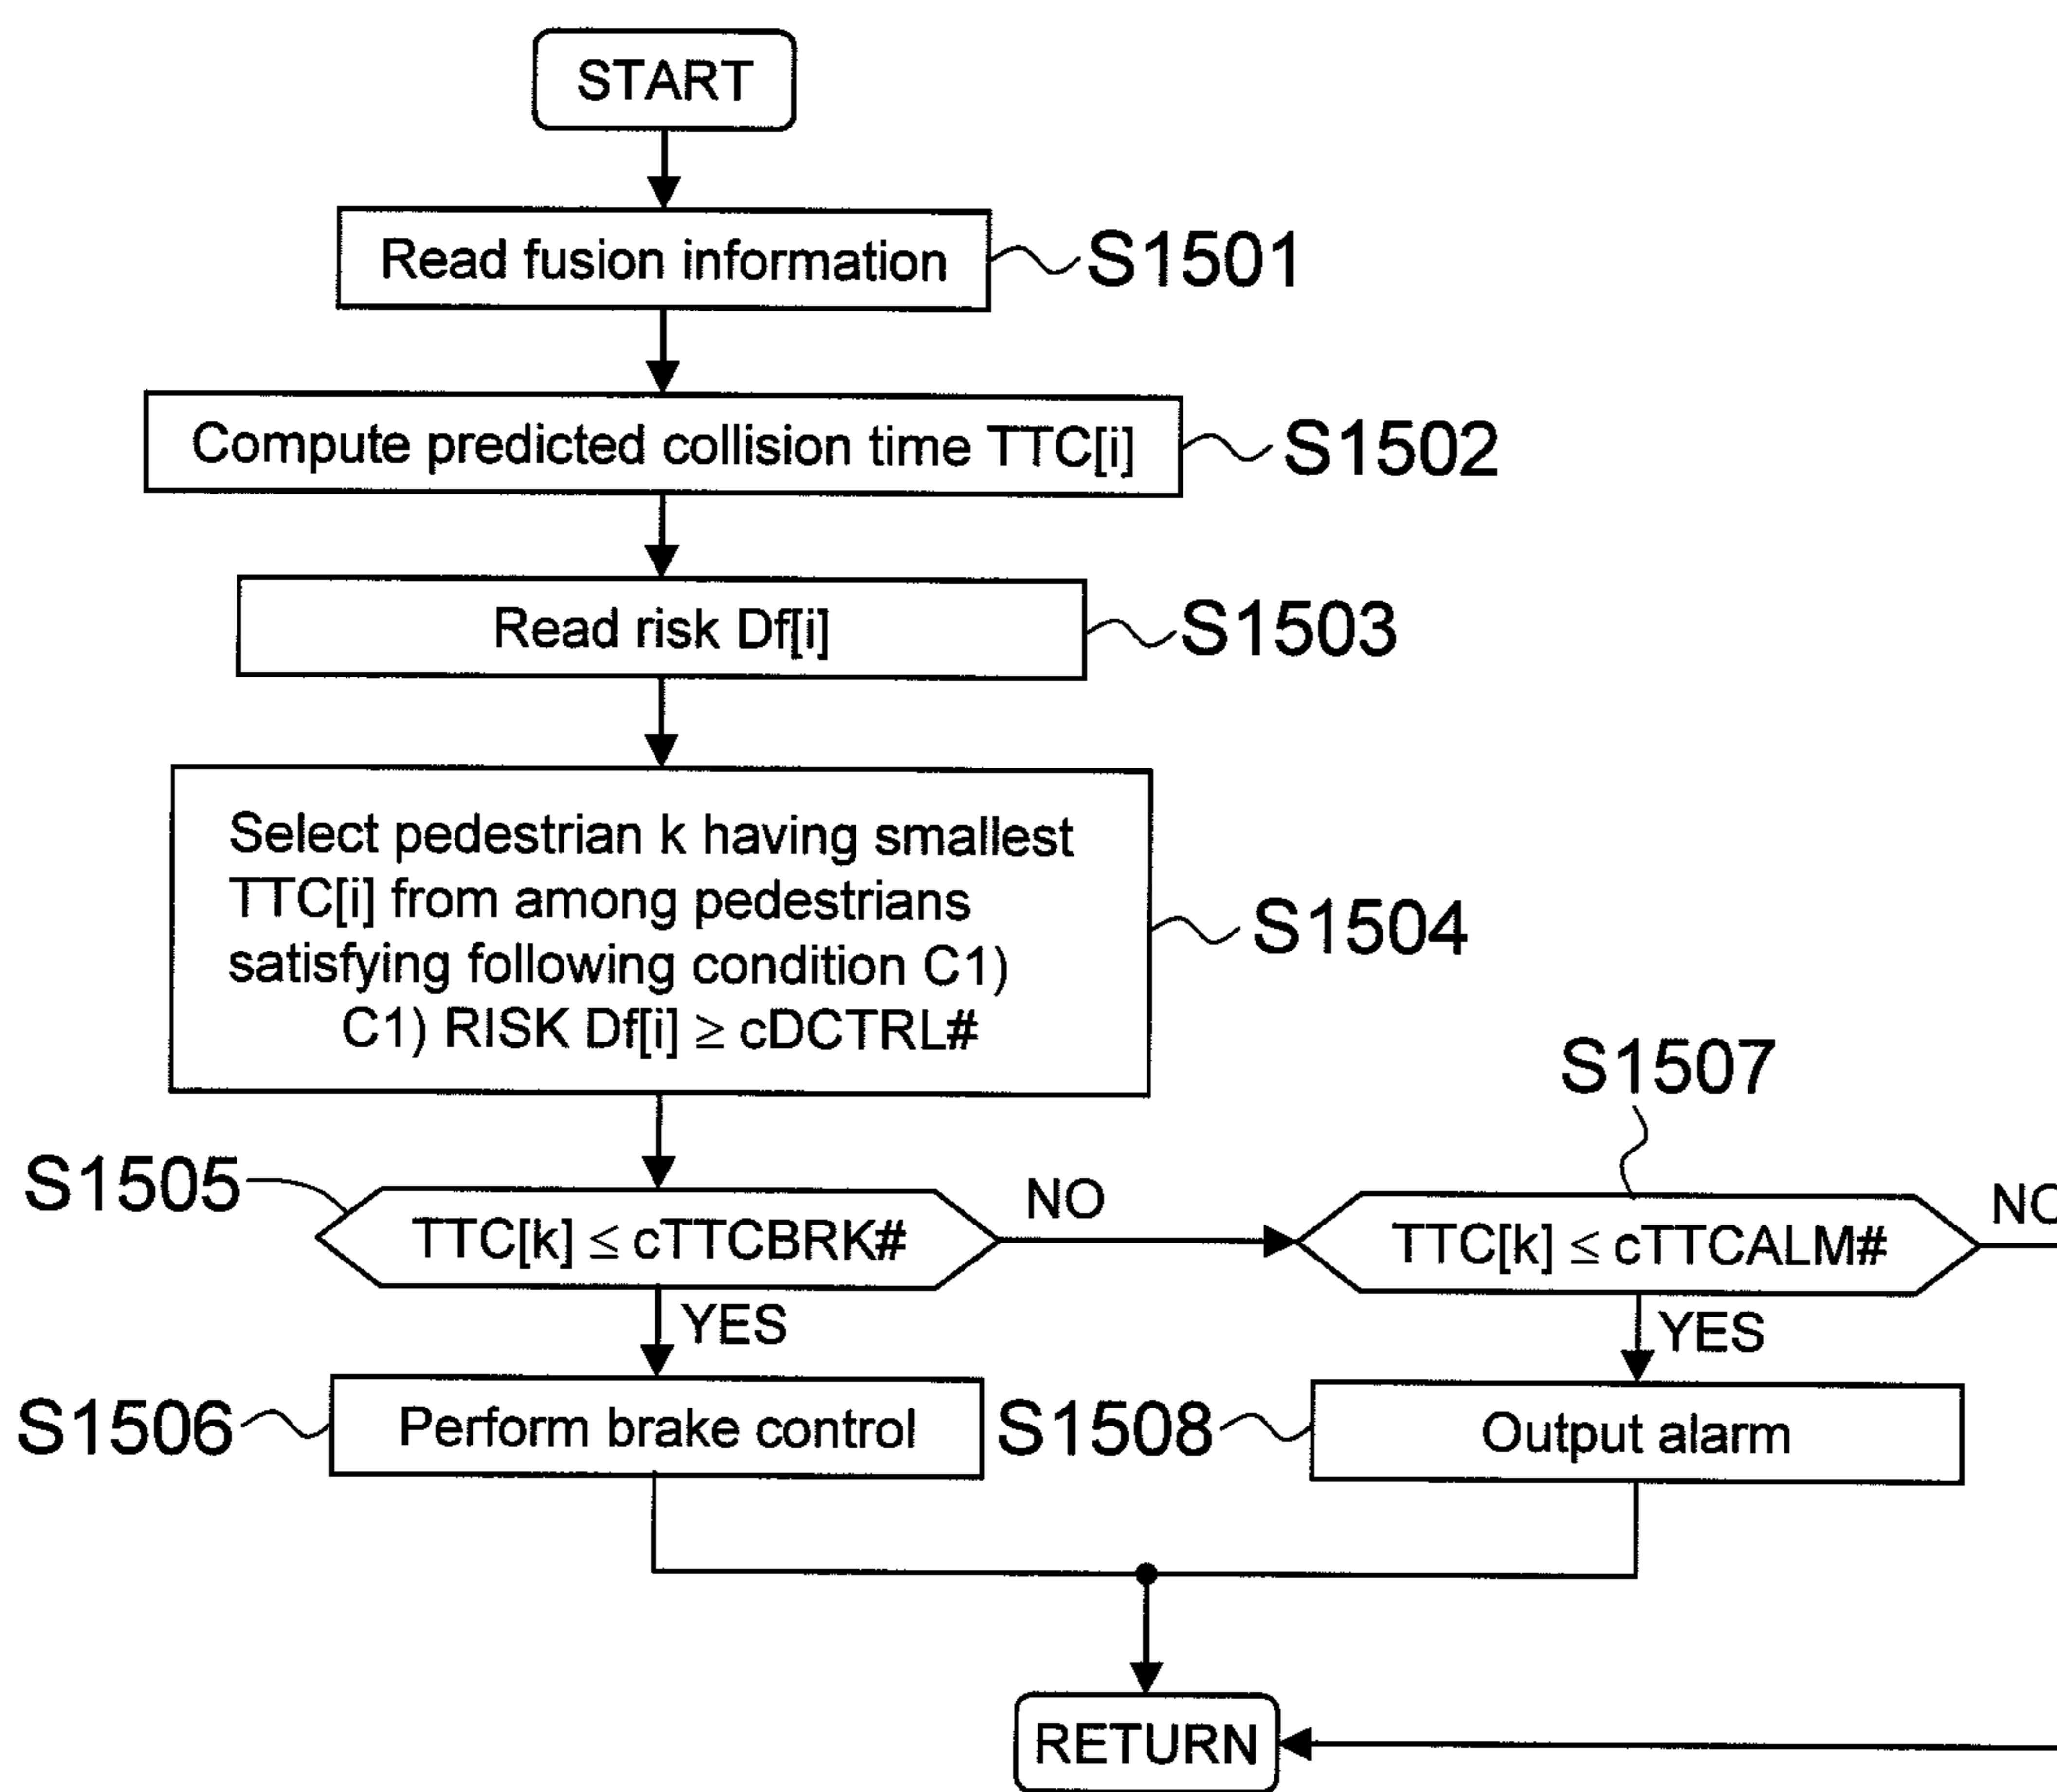 START
Read fusion information
S1501
Compute predicted collision time TTC[i]
S1502
Read risk Df[i]
S1503
Select pedestrian k having smallest
TTC[i] from among pedestrians
satisfying following condition C1)
C1) RISK Df[i] ≥ cDCTRL#
S1504
S1505
TTC[k] ≤ cTTCBRK#
NO
S1507
TTC[k] ≤ cTTCALM#
NO
YES
YES
S1506
Perform brake control
S1508
Output alarm
RETURN